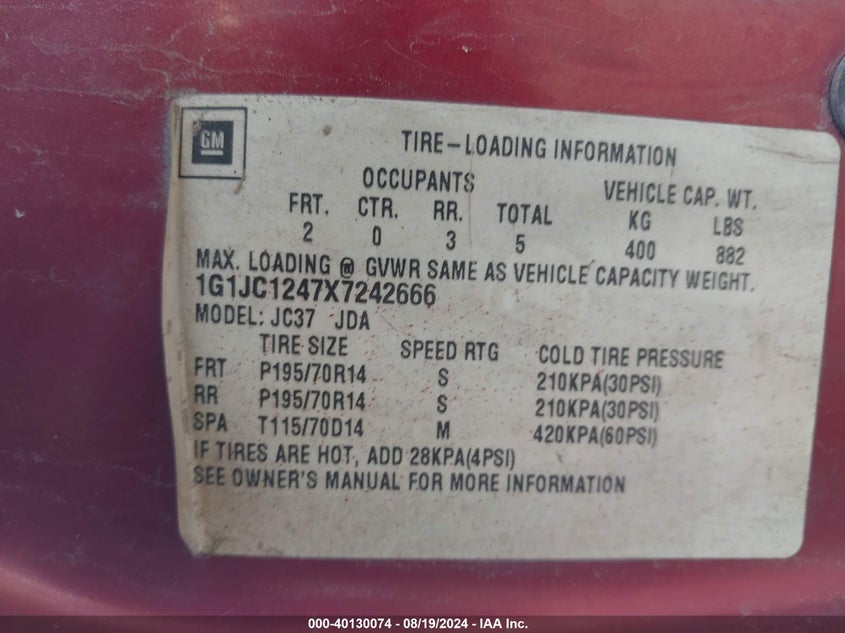 GM
TIRE-LOADING INFORMATION
OCCUPANTS VEHICLE CAP. WT.
FRT. CTR. RR. TOTAL KG LBS
2 0 3 5 400 882
MAX. LOADING @ GVWR SAME AS VEHICLE CAPACITY WEIGHT.
1G1JC1247X7242666
MODEL: JC37 JDA
TIRE SIZE SPEED RTG COLD TIRE PRESSURE
FRT P195/70R14 S 210KPA(30PSI)
RR P195/70R14 S 210KPA(30PSI)
SPA T115/70D14 M 420KPA(60PSI)
IF TIRES ARE HOT, ADD 28KPA(4PSI)
SEE OWNER'S MANUAL FOR MORE INFORMATION
000-40130074 - 08/19/2024 - IAA Inc.